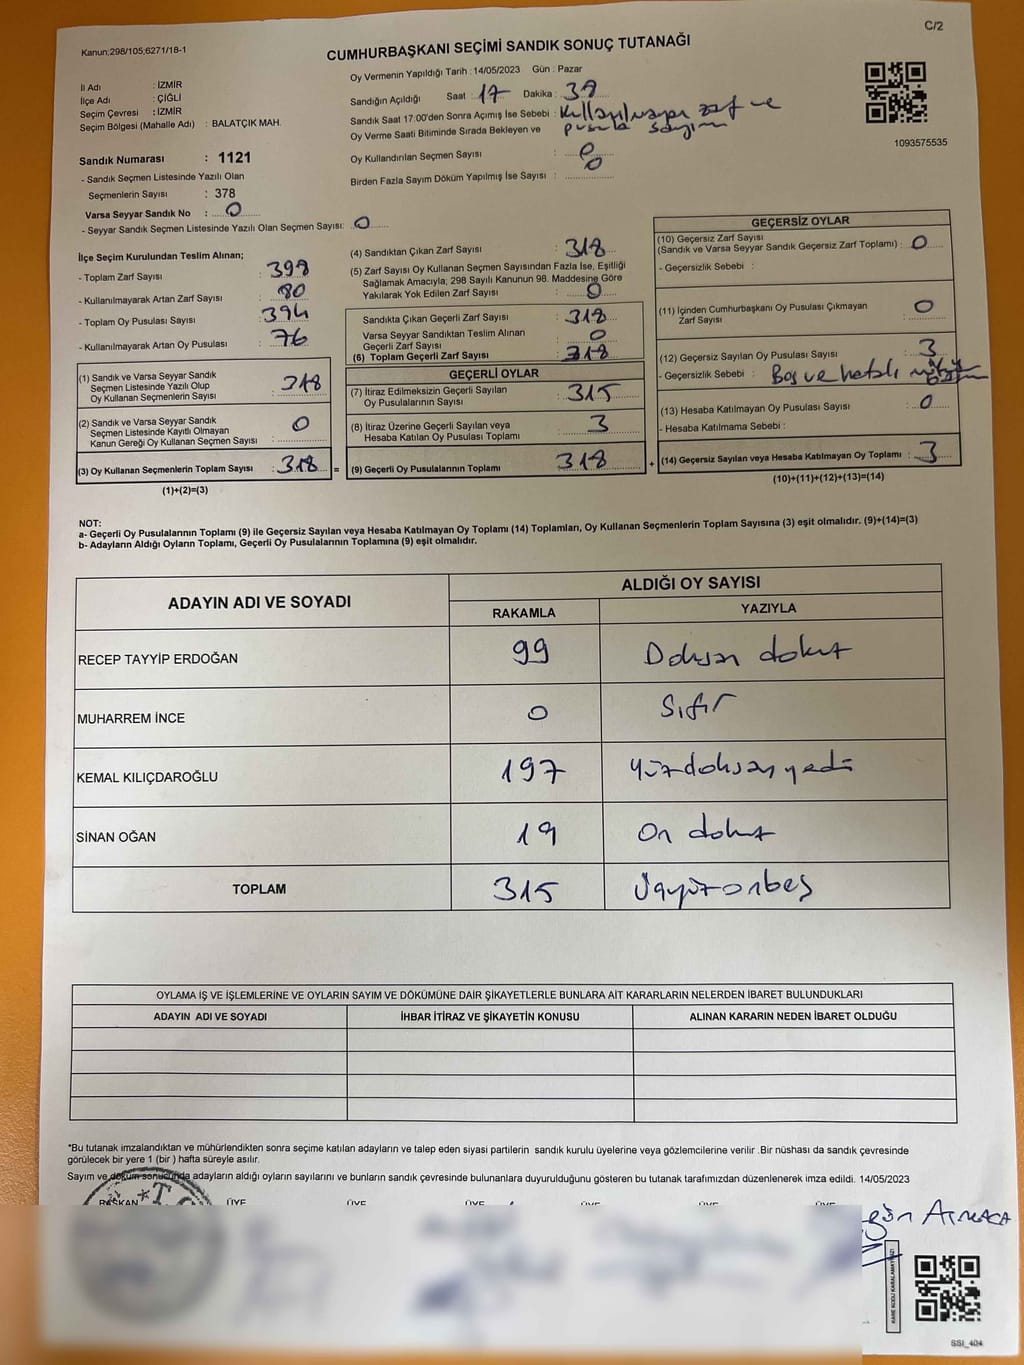 C/2
Kanun:298/105,6271/18-1
CUMHURBAŞKANI SEÇİMİ SANDIK SONUÇ TUTANAĞI
Oy Vermenin Yapıldığı Tarih : 14/05/2023 Gün : Pazar
İl Adı : İZMİR
İlçe Adı : ÇİĞLİ
Seçim Çevresi : İZMİR
Seçim Bölgesi (Mahalle Adı) : BALATÇIK MAH.
Sandık Numarası : 1121
- Sandık Seçmen Listesinde Yazılı Olan
Seçmenlerin Sayısı : 378
Varsa Seyyar Sandık No : 0
- Seyyar Sandık Seçmen Listesinde Yazılı Olan Seçmen Sayısı: 0
Sandığın Açıldığı Saat : 17 Dakika : 39
Sandık Saat 17:00'den Sonra Açımış İse Sebebi : Kullanılmayan zarf ve
pusula sayımı
Oy Verme Saati Bitiminde Sırada Bekleyen ve
Oy Kullandırılan Seçmen Sayısı : 0
Birden Fazla Sayım Döküm Yapılmış İse Sayısı : 0
1093575535
İlçe Seçim Kurulundan Teslim Alınan;
- Toplam Zarf Sayısı : 398
- Kullanılmayarak Artan Zarf Sayısı : 80
- Toplam Oy Pusulası Sayısı : 394
- Kullanılmayarak Artan Oy Pusulası : 76
(1) Sandık ve Varsa Seyyar Sandık
Seçmen Listesinde Yazılı Olup
Oy Kullanan Seçmenlerin Sayısı : 318
(2) Sandık ve Varsa Seyyar Sandık
Seçmen Listesinde Kayıtlı Olmayan
Kanun Gereği Oy Kullanan Seçmen Sayısı : 0
(3) Oy Kullanan Seçmenlerin Toplam Sayısı : 318 =
(1)+(2)=(3)
(4) Sandıktan Çıkan Zarf Sayısı : 318
(5) Zarf Sayısı Oy Kullanan Seçmen Sayısından Fazla İse, Eşitliği
Sağlamak Amacıyla, 298 Sayılı Kanunun 98. Maddesine Göre
Yakılarak Yok Edilen Zarf Sayısı : 0
Sandıkta Çıkan Geçerli Zarf Sayısı : 318
Varsa Seyyar Sandıktan Teslim Alınan
Geçerli Zarf Sayısı : 0
(6) Toplam Geçerli Zarf Sayısı : 318
GEÇERLİ OYLAR
(7) İtiraz Edilmeksizin Geçerli Sayılan
Oy Pusulalarının Sayısı : 315
(8) İtiraz Üzerine Geçerli Sayılan veya
Hesaba Katılan Oy Pusulası Toplamı : 3
(9) Geçerli Oy Pusulalarının Toplamı : 318 +
GEÇERSİZ OYLAR
(10) Geçersiz Zarf Sayısı
(Sandık ve Varsa Seyyar Sandık Geçersiz Zarf Toplamı) : 0
- Geçersizlik Sebebi :
(11) İçinden Cumhurbaşkanı Oy Pusulası Çıkmayan
Zarf Sayısı : 0
(12) Geçersiz Sayılan Oy Pusulası Sayısı : 3
- Geçersizlik Sebebi : Boş ve hatalı
(13) Hesaba Katılmayan Oy Pusulası Sayısı : 0
- Hesaba Katılmama Sebebi :
(14) Geçersiz Sayılan veya Hesaba Katılmayan Oy Toplamı : 3
(10)+(11)+(12)+(13)=(14)
NOT:
a- Geçerli Oy Pusulalarının Toplamı (9) ile Geçersiz Sayılan veya Hesaba Katılmayan Oy Toplamı (14) Toplamları, Oy Kullanan Seçmenlerin Toplam Sayısına (3) eşit olmalıdır. (9)+(14)=(3)
b- Adayların Aldığı Oyların Toplamı, Geçerli Oy Pusulalarının Toplamına (9) eşit olmalıdır.
ADAYIN ADI VE SOYADI ALDIĞI OY SAYISI
RAKAMLA YAZIYLA
RECEP TAYYİP ERDOĞAN 99 Doksan dokuz
MUHARREM İNCE 0 Sıfır
KEMAL KILIÇDAROĞLU 197 Yüzdoksanyedi
SİNAN OĞAN 19 On dokuz
TOPLAM 315 Üçyüzonbeş
OYLAMA İŞ VE İŞLEMLERİNE VE OYLARIN SAYIM VE DÖKÜMÜNE DAİR ŞİKAYETLERLE BUNLARA AİT KARARLARIN NELERDEN İBARET BULUNDUKLARI
ADAYIN ADI VE SOYADI İHBAR İTİRAZ VE ŞİKAYETİN KONUSU ALINAN KARARIN NEDEN İBARET OLDUĞU
*Bu tutanak imzalandıktan ve mühürlendikten sonra seçime katılan adayların ve talep eden siyasi partilerin sandık kurulu üyelerine veya gözlemcilerine verilir .Bir nüshası da sandık çevresinde
görülecek bir yere 1 (bir ) hafta süreyle asılır.
Sayım ve döküm sonucunda adayların aldığı oyların sayılarını ve bunların sandık çevresinde bulunanlara duyurulduğunu gösteren bu tutanak tarafımızdan düzenlenerek imza edildi. 14/05/2023
BAŞKAN ÜYE ÜYE ÜYE ÜYE ÜYE ÜYE
T.C.
KARE KODU KARALAMAYINIZ!
SSI_404